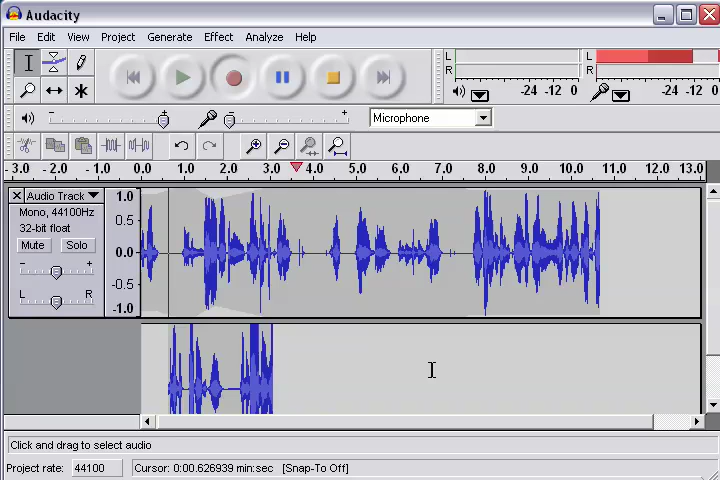 Audacity
File Edit View Project Generate Effect Analyze Help
L
R
-24 -12 0
L
R
-24 -12 0
- +
- +
Microphone
- 3.0 - 2.0 - 1.0 0.0 1.0 2.0 3.0 4.0 5.0 6.0 7.0 8.0 9.0 10.0 11.0 12.0 13.0
Audio Track
Mono, 44100Hz
32-bit float
Mute Solo
- +
L R
1.0
0.5
0.0
-0.5
-1.0
Click and drag to select audio
Project rate: 44100 Cursor: 0:00.626939 min:sec [Snap-To Off]